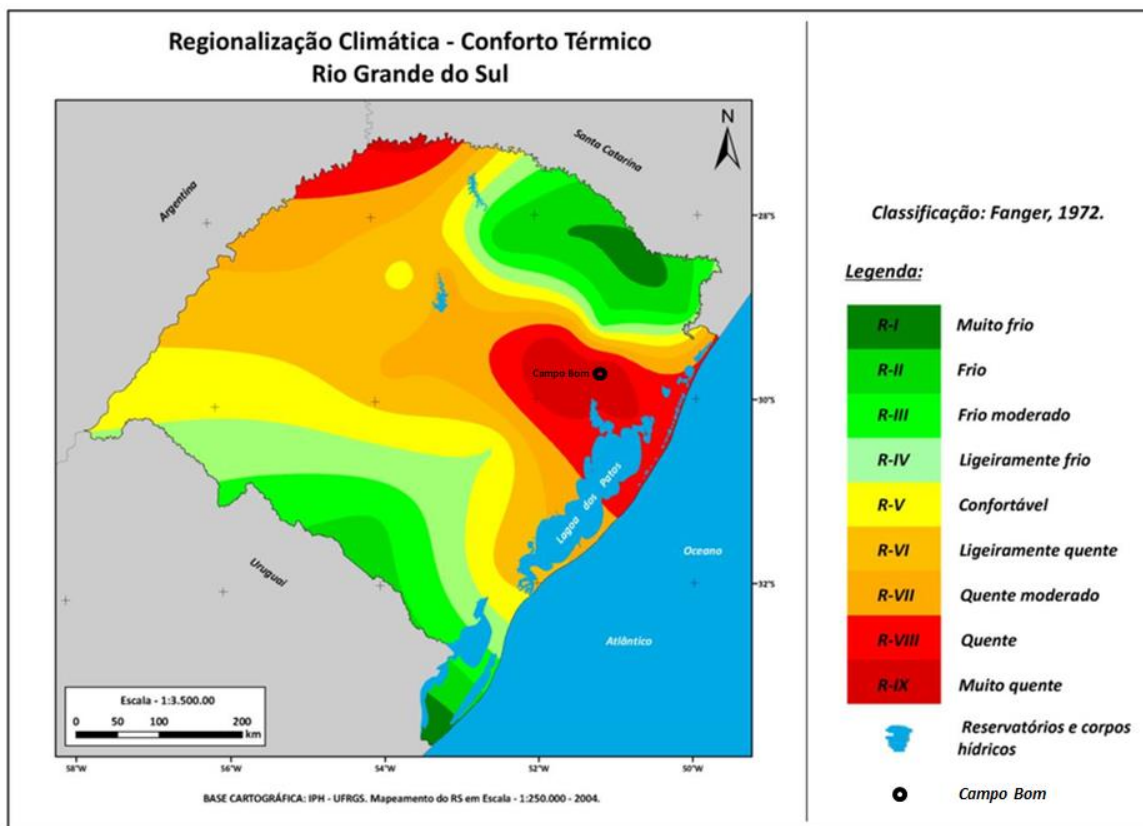 Regionalização Climática - Conforto Térmico
Rio Grande do Sul
N
Santa Catarina
Argentina
28°S
Campo Bom
30°S
Lagoa dos Patos
Oceano
Uruguai
32°S
Atlântico
Escala - 1:3.500.00
0 50 100 200
km
58°W 56°W 54°W 52°W 50°W
BASE CARTOGRÁFICA: IPH - UFRGS. Mapeamento do RS em Escala - 1:250.000 - 2004.
Classificação: Fanger, 1972.
Legenda:
R-I Muito frio
R-II Frio
R-III Frio moderado
R-IV Ligeiramente frio
R-V Confortável
R-VI Ligeiramente quente
R-VII Quente moderado
R-VIII Quente
R-IX Muito quente
Reservatórios e corpos
hídricos
Campo Bom